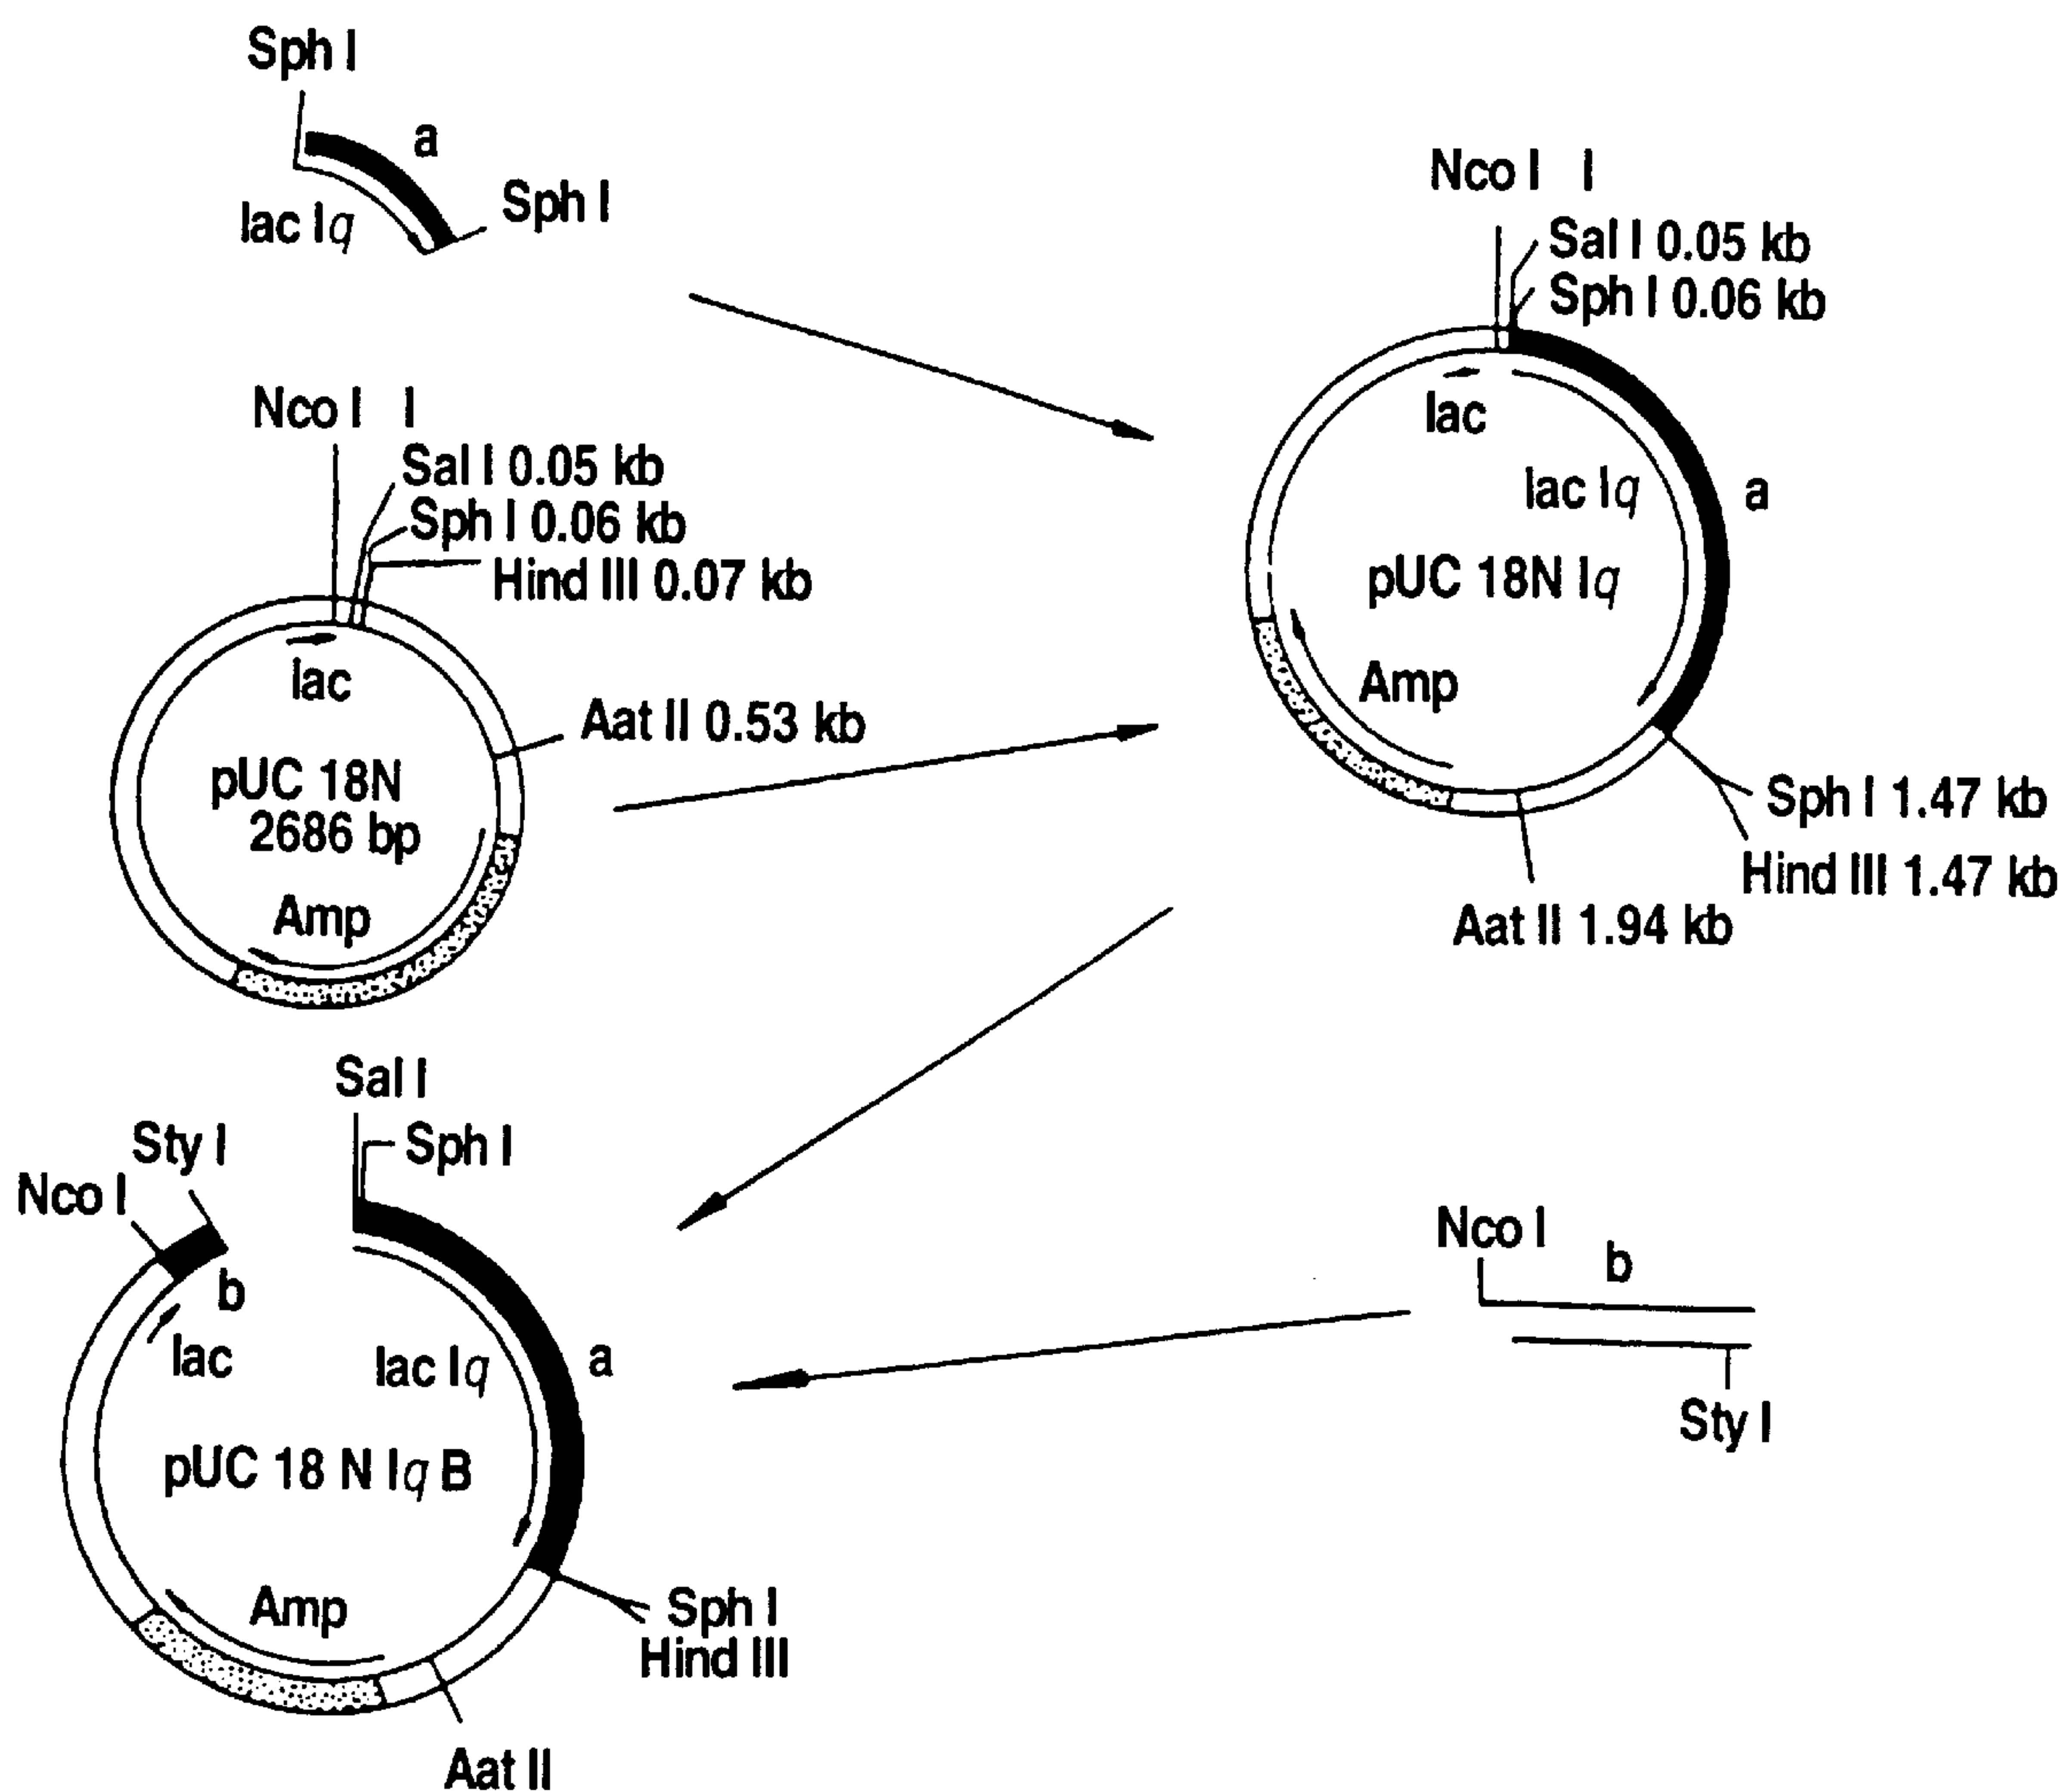 Sph I
a
Sph I
lac Iq
Nco I I
Sal I 0.05 kb
Sph I 0.06 kb
Hind III 0.07 kb
lac
Aat II 0.53 kb
pUC 18N
2686 bp
Amp
Nco I I
Sal I 0.05 kb
Sph I 0.06 kb
lac
lac Iq
a
pUC 18N Iq
Amp
Sph I 1.47 kb
Hind III 1.47 kb
Aat II 1.94 kb
Sal I
Sty I
Sph I
Nco I
b
lac
lac Iq
a
pUC 18 N Iq B
Amp
Sph I
Hind III
Aat II
Nco I
b
Sty I